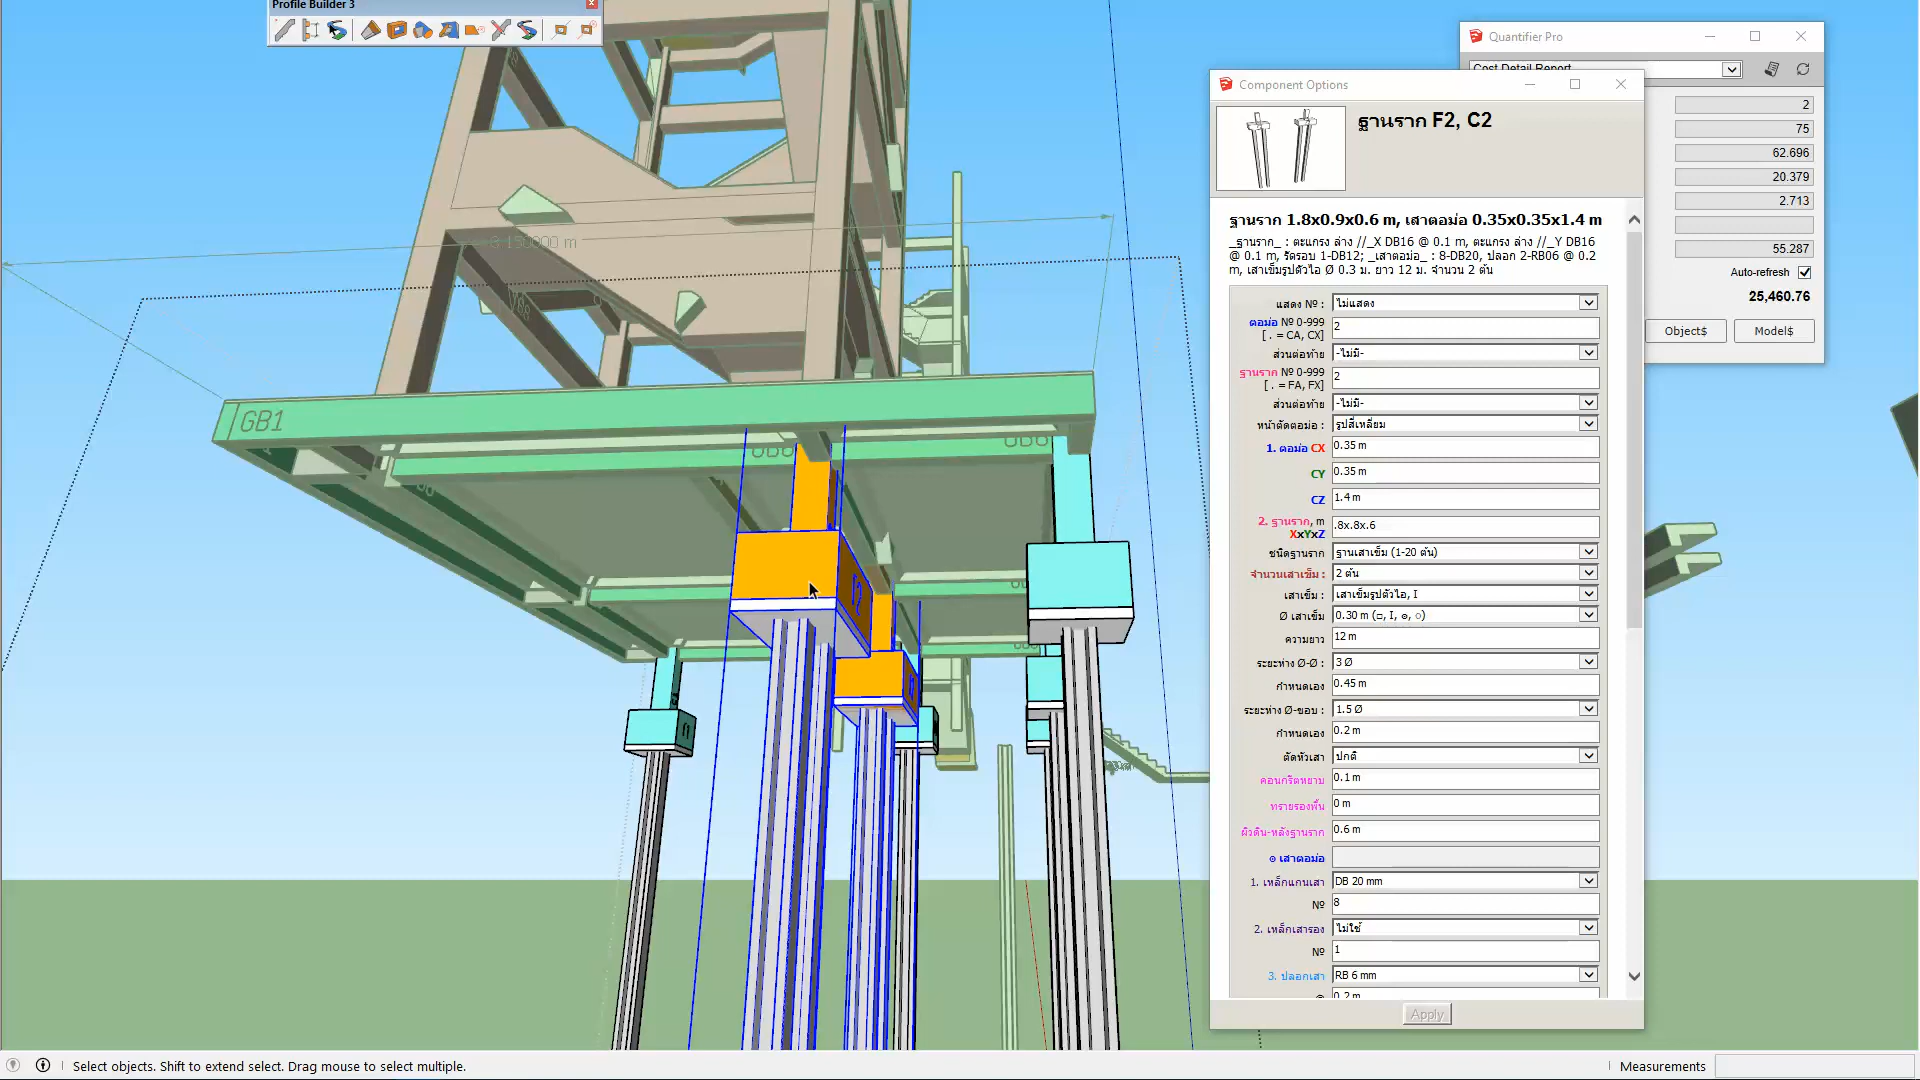 Profile Builder 3
Quantifier Pro
Cost Detail Report
2
75
62.696
20.379
2.713
55.287
Auto-refresh
25,460.76
Object$
Model$
Component Options
ฐานราก F2, C2
ฐานราก 1.8x0.9x0.6 m, เสาตอม่อ 0.35x0.35x1.4 m
_ฐานราก_ : ตะแกรง ล่าง //_X DB16 @ 0.1 m, ตะแกรง ล่าง //_Y DB16
@ 0.1 m, รัดรอบ 1-DB12; _เสาตอม่อ_ : 8-DB20, ปลอก 2-RB06 @ 0.2
m, เสาเข็มรูปตัวไอ Ø 0.3 ม. ยาว 12 ม. จำนวน 2 ต้น
แสดง № : ไม่แสดง
ตอม่อ № 0-999 2
[ . = CA, CX]
ส่วนต่อท้าย -ไม่มี-
ฐานราก № 0-999 2
[ . = FA, FX]
ส่วนต่อท้าย -ไม่มี-
หน้าตัดตอม่อ : รูปสี่เหลี่ยม
1. ตอม่อ CX 0.35 m
CY 0.35 m
CZ 1.4 m
2. ฐานราก, m .8x.8x.6
XxYxZ
ชนิดฐานราก ฐานเสาเข็ม (1-20 ต้น)
จำนวนเสาเข็ม : 2 ต้น
เสาเข็ม : เสาเข็มรูปตัวไอ, I
Ø เสาเข็ม 0.30 m (□, I, ๏, ○)
ความยาว 12 m
ระยะห่าง Ø-Ø : 3 Ø
กำหนดเอง 0.45 m
ระยะห่าง Ø-ขอบ : 1.5 Ø
กำหนดเอง 0.2 m
ตัดหัวเสา ปกติ
คอนกรีตหยาบ 0.1 m
ทรายรองพื้น 0 m
ผิวดิน-หลังฐานราก 0.6 m
๏ เสาตอม่อ
1. เหล็กแกนเสา DB 20 mm
№ 8
2. เหล็กเสารอง ไม่ใช้
№ 1
3. ปลอกเสา RB 6 mm
@ 0.2 m
Apply
GB1
Select objects. Shift to extend select. Drag mouse to select multiple.
Measurements